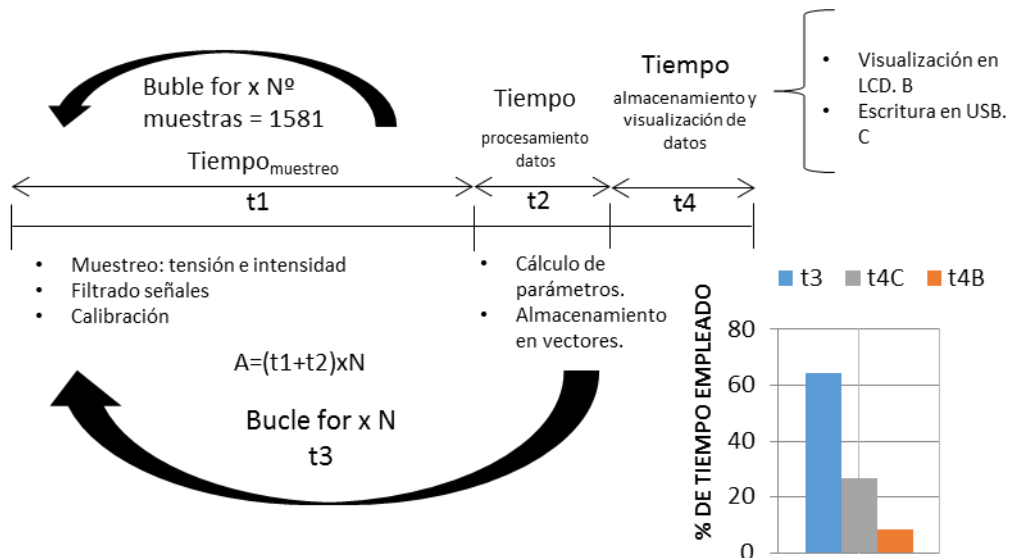 Buble for x Nº
muestras = 1581
Tiempo muestreo
t1
Tiempo
procesamiento
datos
t2
Tiempo
almacenamiento y
visualización de
datos
t4
• Visualización en
LCD. B
• Escritura en USB.
C
• Muestreo: tensión e intensidad
• Filtrado señales
• Calibración
• Cálculo de
parámetros.
• Almacenamiento
en vectores.
A=(t1+t2)xN
Bucle for x N
t3
t3 t4C t4B
% DE TIEMPO EMPLEADO
80
60
40
20
0